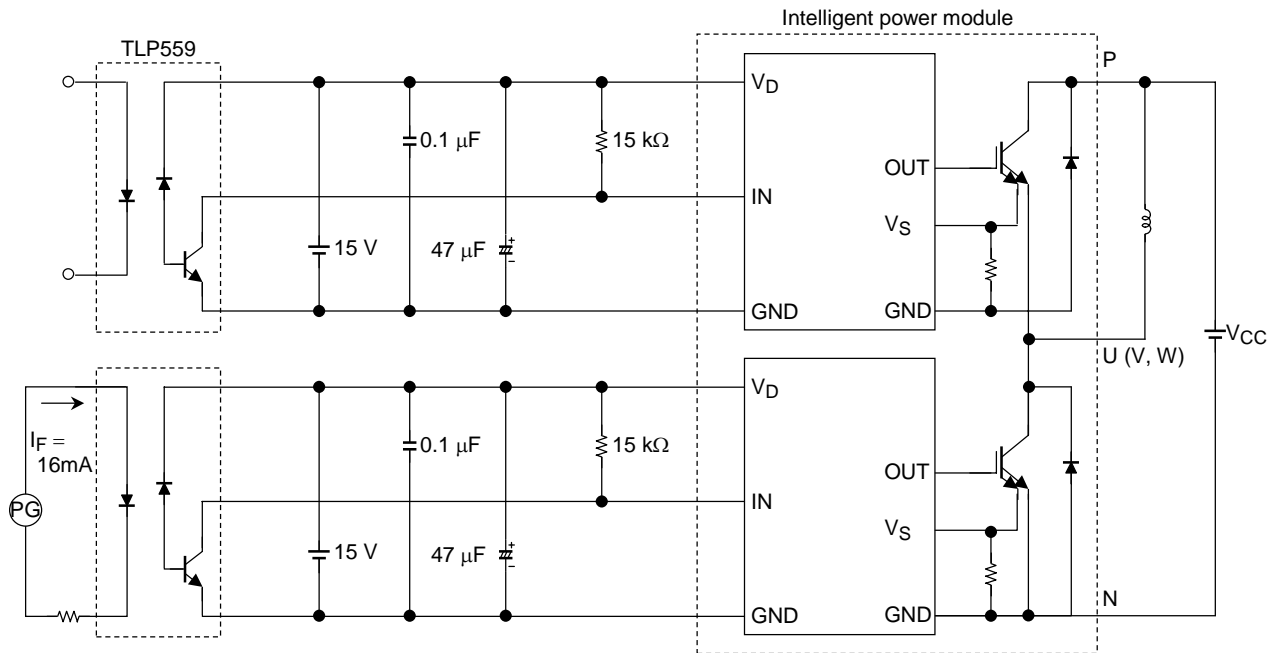 Intelligent power module
TLP559
P
V_D
0.1 μF
15 kΩ
OUT
IN
V_S
15 V
47 μF
+
−
GND
GND
U (V, W)
V_CC
V_D
I_F =
16mA
0.1 μF
15 kΩ
OUT
PG
IN
V_S
15 V
47 μF
+
−
GND
GND
N